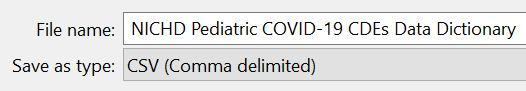 File name: NICHD Pediatric COVID-19 CDEs Data Dictionary
Save as type: CSV (Comma delimited)